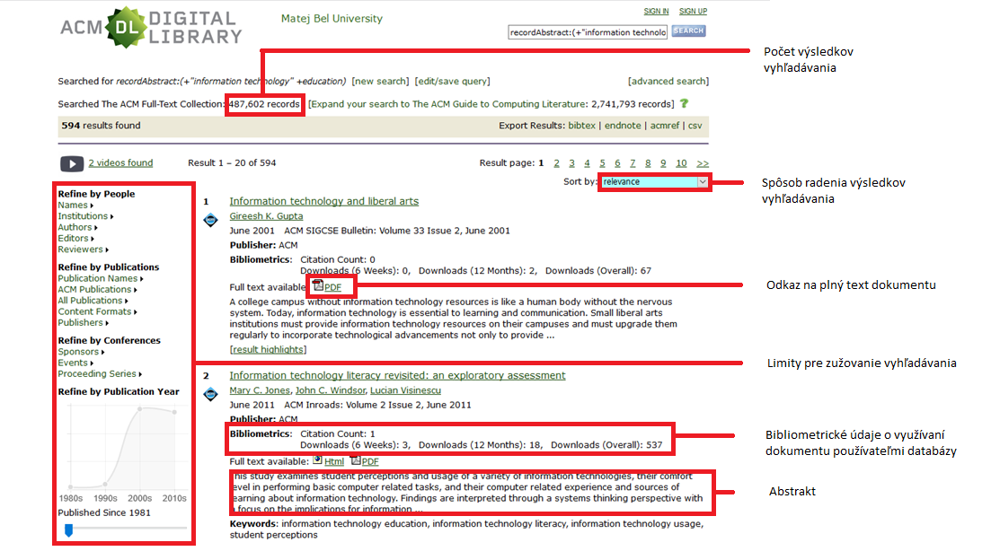 ACM DL DIGITAL LIBRARY
Matej Bel University
SIGN IN SIGN UP
recordAbstract:(+"information technolo SEARCH
Počet výsledkov
vyhľadávania
Searched for recordAbstract:(+"information technology" +education) [new search] [edit/save query] [advanced search]
Searched The ACM Full-Text Collection: 487,602 records [Expand your search to The ACM Guide to Computing Literature: 2,741,793 records] ?
594 results found Export Results: bibtex | endnote | acmref | csv
2 videos found Result 1 – 20 of 594 Result page: 1 2 3 4 5 6 7 8 9 10 >>
Sort by: relevance
Spôsob radenia výsledkov
vyhľadávania
Refine by People
Names
Institutions
Authors
Editors
Reviewers
Refine by Publications
Publication Names
ACM Publications
All Publications
Content Formats
Publishers
Refine by Conferences
Sponsors
Events
Proceeding Series
Refine by Publication Year
1980s 1990s 2000s 2010s
Published Since 1981
1 Information technology and liberal arts
Gireesh K. Gupta
June 2001 ACM SIGCSE Bulletin: Volume 33 Issue 2, June 2001
Publisher: ACM
Bibliometrics: Citation Count: 0
Downloads (6 Weeks): 0, Downloads (12 Months): 2, Downloads (Overall): 67
Full text available: PDF
Odkaz na plný text dokumentu
A college campus without information technology resources is like a human body without the nervous
system. Today, information technology is essential to learning and communication. Small liberal arts
institutions must provide information technology resources on their campuses and must upgrade them
regularly to incorporate technological advancements not only to provide ...
[result highlights]
Limity pre zužovanie vyhľadávania
2 Information technology literacy revisited: an exploratory assessment
Mary C. Jones, John C. Windsor, Lucian Visinescu
June 2011 ACM Inroads: Volume 2 Issue 2, June 2011
Publisher: ACM
Bibliometrics: Citation Count: 1
Downloads (6 Weeks): 3, Downloads (12 Months): 18, Downloads (Overall): 537
Bibliometrické údaje o využívaní
dokumentu používateľmi databázy
Full text available: Html PDF
This study examines student perceptions and usage of a variety of information technologies, their comfort
level in performing basic computer related tasks, and their computer related experience and sources of
learning about information technology. Findings are interpreted through a systems thinking perspective with
a focus on the implications for information ...
Abstrakt
Keywords: information technology education, information technology literacy, information technology usage,
student perceptions